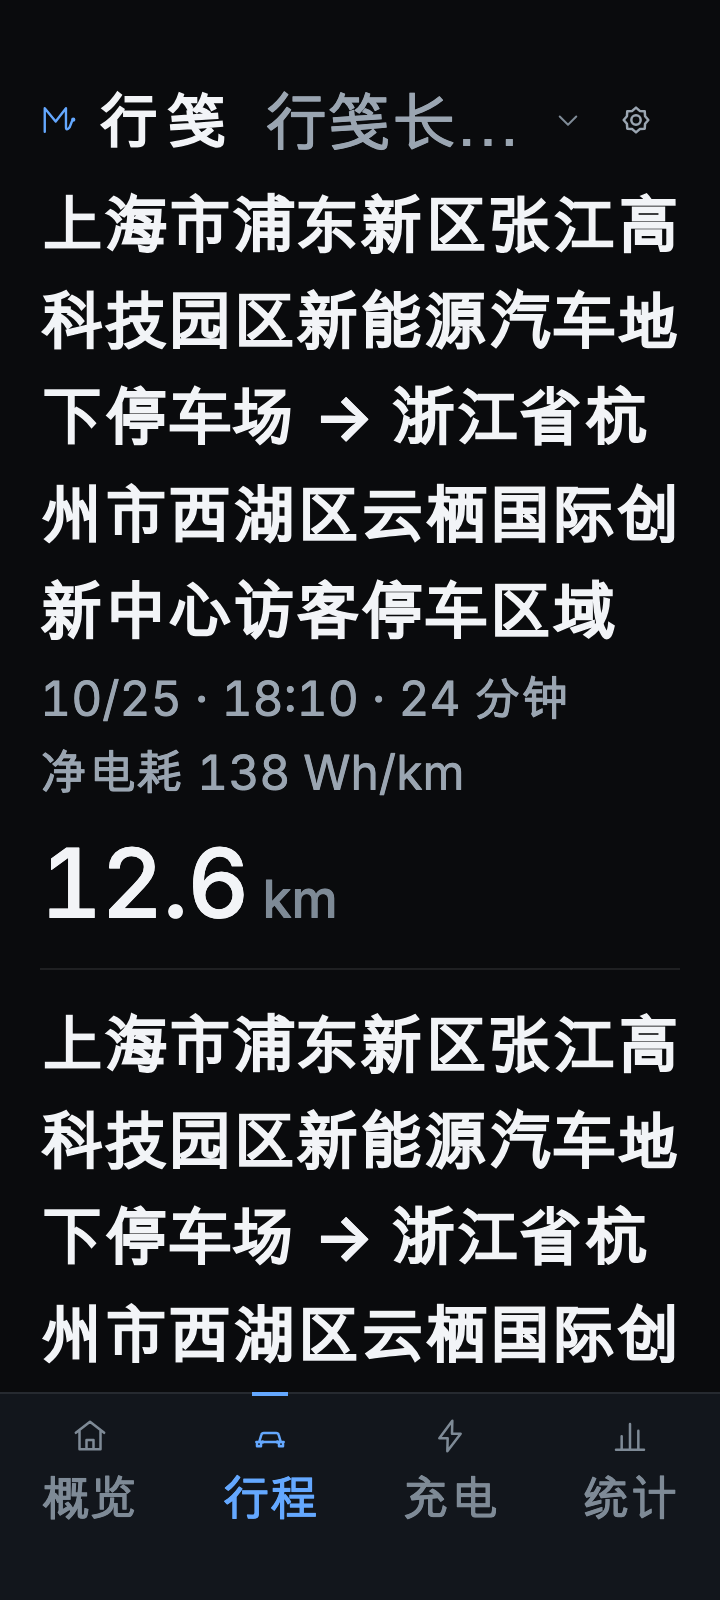 行笺 行笺长...
上海市浦东新区张江高
科技园区新能源汽车地
下停车场 → 浙江省杭
州市西湖区云栖国际创
新中心访客停车区域
10/25 · 18:10 · 24 分钟
净电耗 138 Wh/km
12.6 km
上海市浦东新区张江高
科技园区新能源汽车地
下停车场 → 浙江省杭
州市西湖区云栖国际创
概览 行程 充电 统计